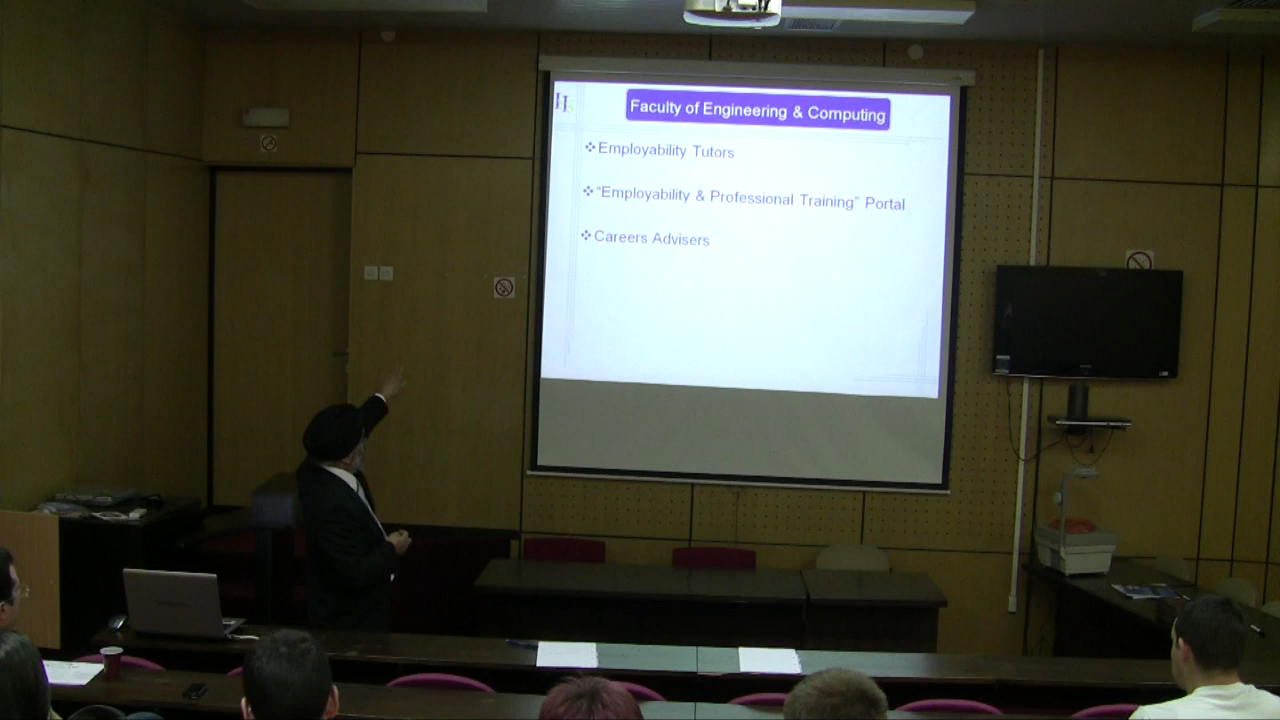 Faculty of Engineering & Computing
❖Employability Tutors
❖"Employability & Professional Training" Portal
❖Careers Advisers